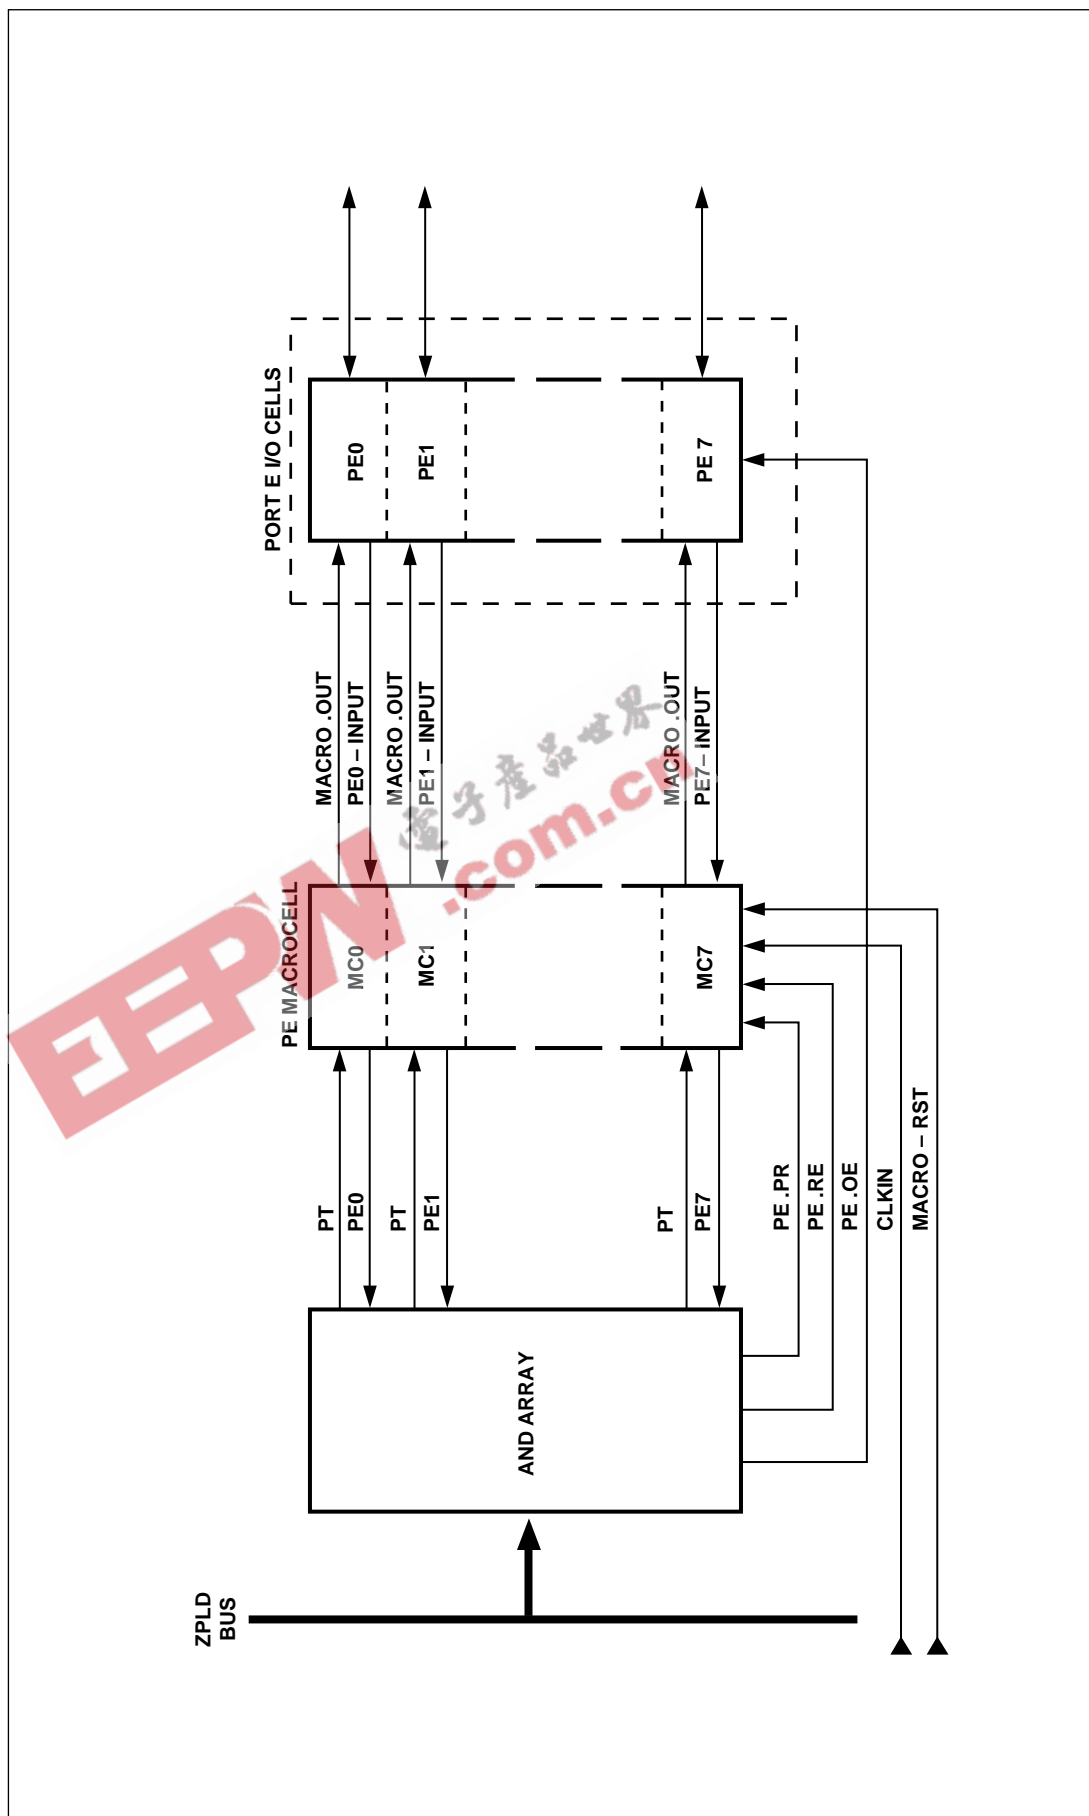 ZPLD
BUS
AND ARRAY
PT
PE0
PT
PE1
PT
PE7
PE .PR
PE .RE
PE .OE
CLKIN
MACRO – RST
PE MACROCELL
MC0
MC1
MC7
MACRO .OUT
PE0 – INPUT
MACRO .OUT
PE1 – INPUT
MACRO .OUT
PE7– INPUT
PORT E I/O CELLS
PE0
PE1
PE 7
EEPW
電子產品世界
.com.cn